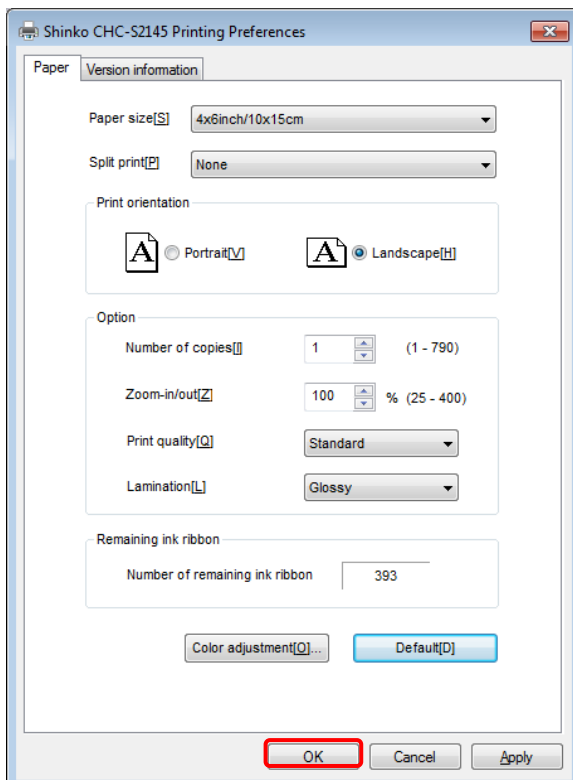 Shinko CHC-S2145 Printing Preferences
Paper Version information
Paper size[S] 4x6inch/10x15cm
Split print[P] None
Print orientation
A Portrait[V] A Landscape[H]
Option
Number of copies[I] 1 (1 - 790)
Zoom-in/out[Z] 100 % (25 - 400)
Print quality[Q] Standard
Lamination[L] Glossy
Remaining ink ribbon
Number of remaining ink ribbon 393
Color adjustment[O]... Default[D]
OK Cancel Apply